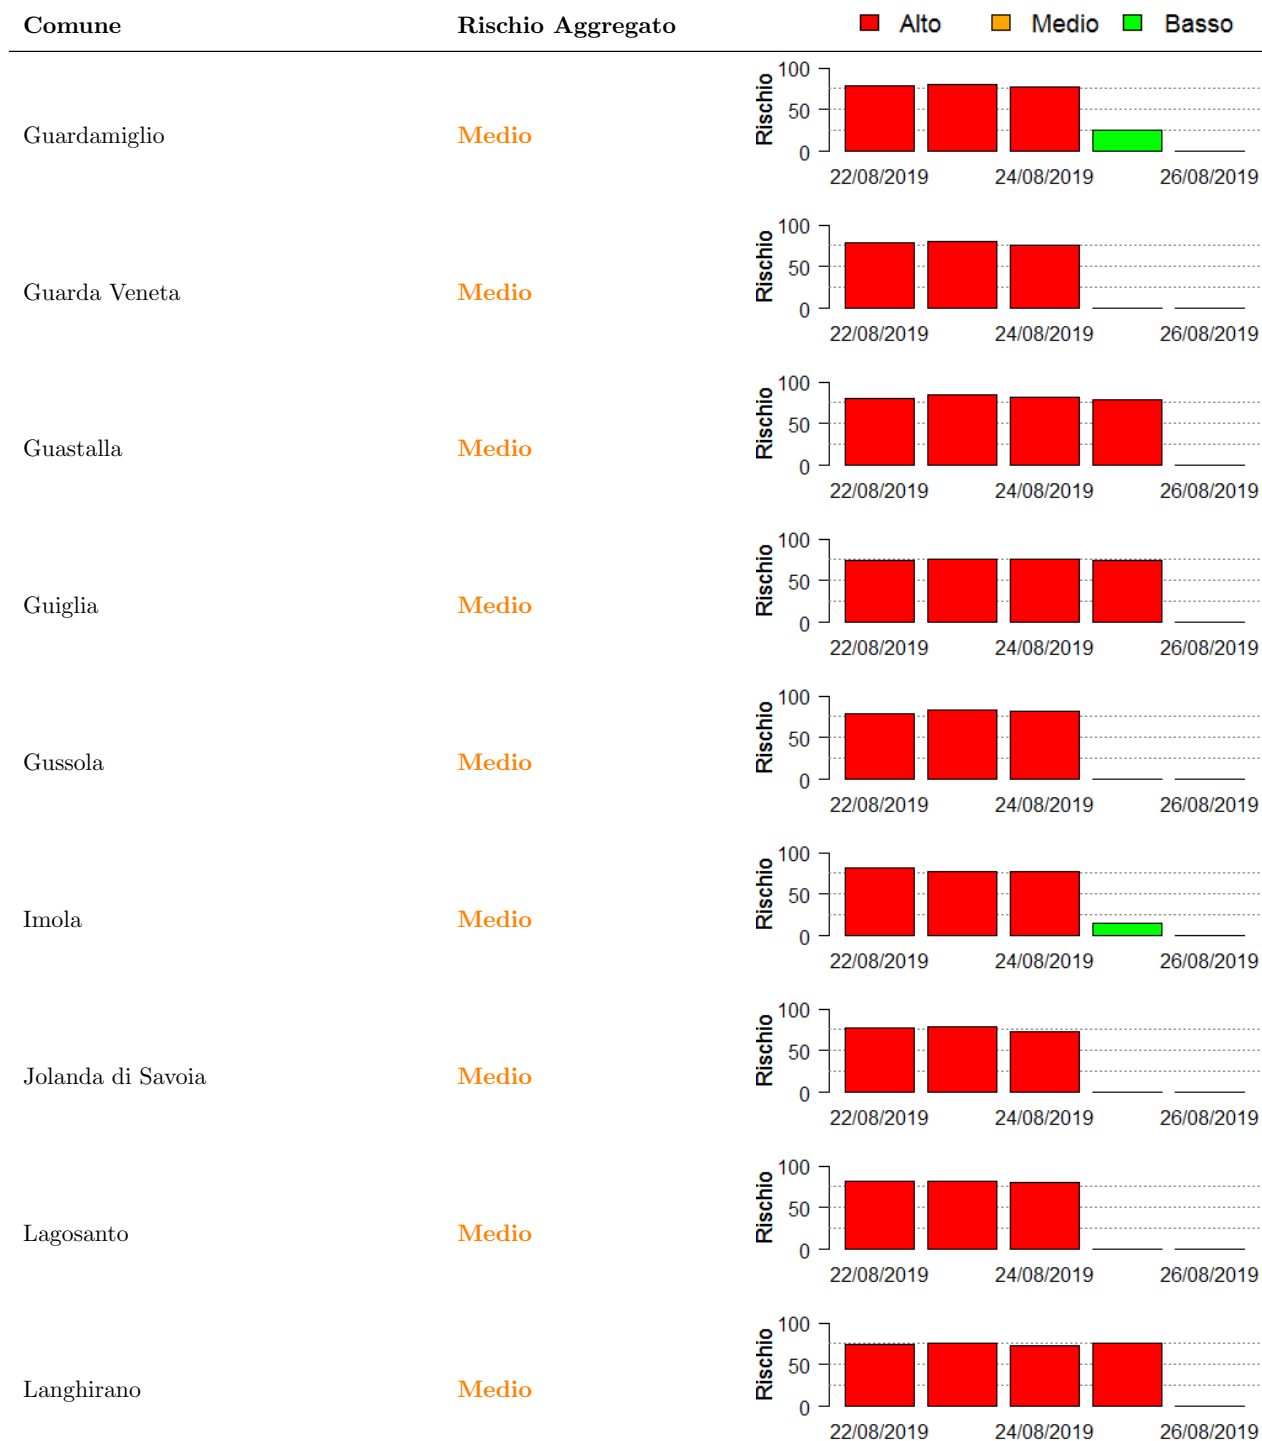 Comune Rischio Aggregato Alto Medio Basso
Guardamiglio Medio Rischio 100 50 0
22/08/2019 24/08/2019 26/08/2019
Guarda Veneta Medio Rischio 100 50 0
22/08/2019 24/08/2019 26/08/2019
Guastalla Medio Rischio 100 50 0
22/08/2019 24/08/2019 26/08/2019
Guiglia Medio Rischio 100 50 0
22/08/2019 24/08/2019 26/08/2019
Gussola Medio Rischio 100 50 0
22/08/2019 24/08/2019 26/08/2019
Imola Medio Rischio 100 50 0
22/08/2019 24/08/2019 26/08/2019
Jolanda di Savoia Medio Rischio 100 50 0
22/08/2019 24/08/2019 26/08/2019
Lagosanto Medio Rischio 100 50 0
22/08/2019 24/08/2019 26/08/2019
Langhirano Medio Rischio 100 50 0
22/08/2019 24/08/2019 26/08/2019